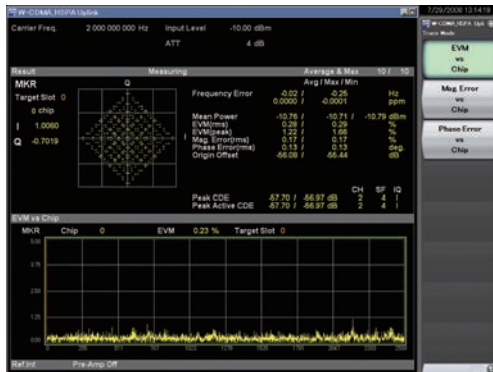 W-CDMA,HSPA Uplink
7/29/2008 12:14:15
Carrier Freq. 2 000 000 000 Hz Input Level -10.00 dBm
ATT 4 dB
Result Measuring Average & Max 10 / 10
MKR Q Avg / Max / Min
Target Slot 0
0 chip
I 1.0060
Q -0.7019
Frequency Error -0.02 / -0.25 Hz
0.0000 / -0.0001 ppm
Mean Power -10.76 / -10.71 / -10.79 dBm
EVM(rms) 0.28 / 0.29 %
EVM(peak) 1.22 / 1.66 %
Mag. Error(rms) 0.17 / 0.17 %
Phase Error(rms) 0.13 / 0.13 deg.
Origin Offset -56.08 / -55.44 dB
CH SF IQ
Peak CDE -57.70 / -56.97 dB 2 4 I
Peak Active CDE -57.70 / -56.97 dB 2 4 I
EVM vs Chip
MKR Chip 0 EVM 0.23 % Target Slot 0
5.00
3.75
2.50
1.25
0.00
Ref.Int Pre-Amp Off
Trace Mode
EVM
vs
Chip
Mag. Error
vs
Chip
Phase Error
vs
Chip